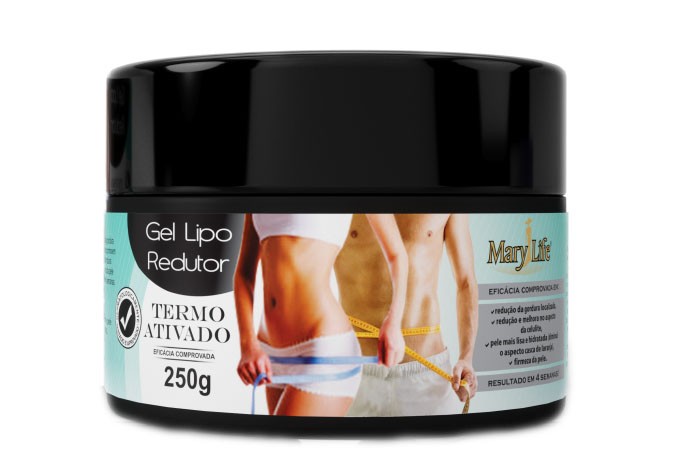 Gel Lipo
Redutor
TERMO
ATIVADO
EFICÁCIA COMPROVADA
250g
Mary Life
EFICÁCIA COMPROVADA EM:
✓ redução da gordura localizada,
✓ redução e melhora no aspecto
da celulite,
✓ pele mais lisa e hidratada
o aspecto casca de laranja,
✓ firmeza da pele.
RESULTADO EM 4 SEMANAS